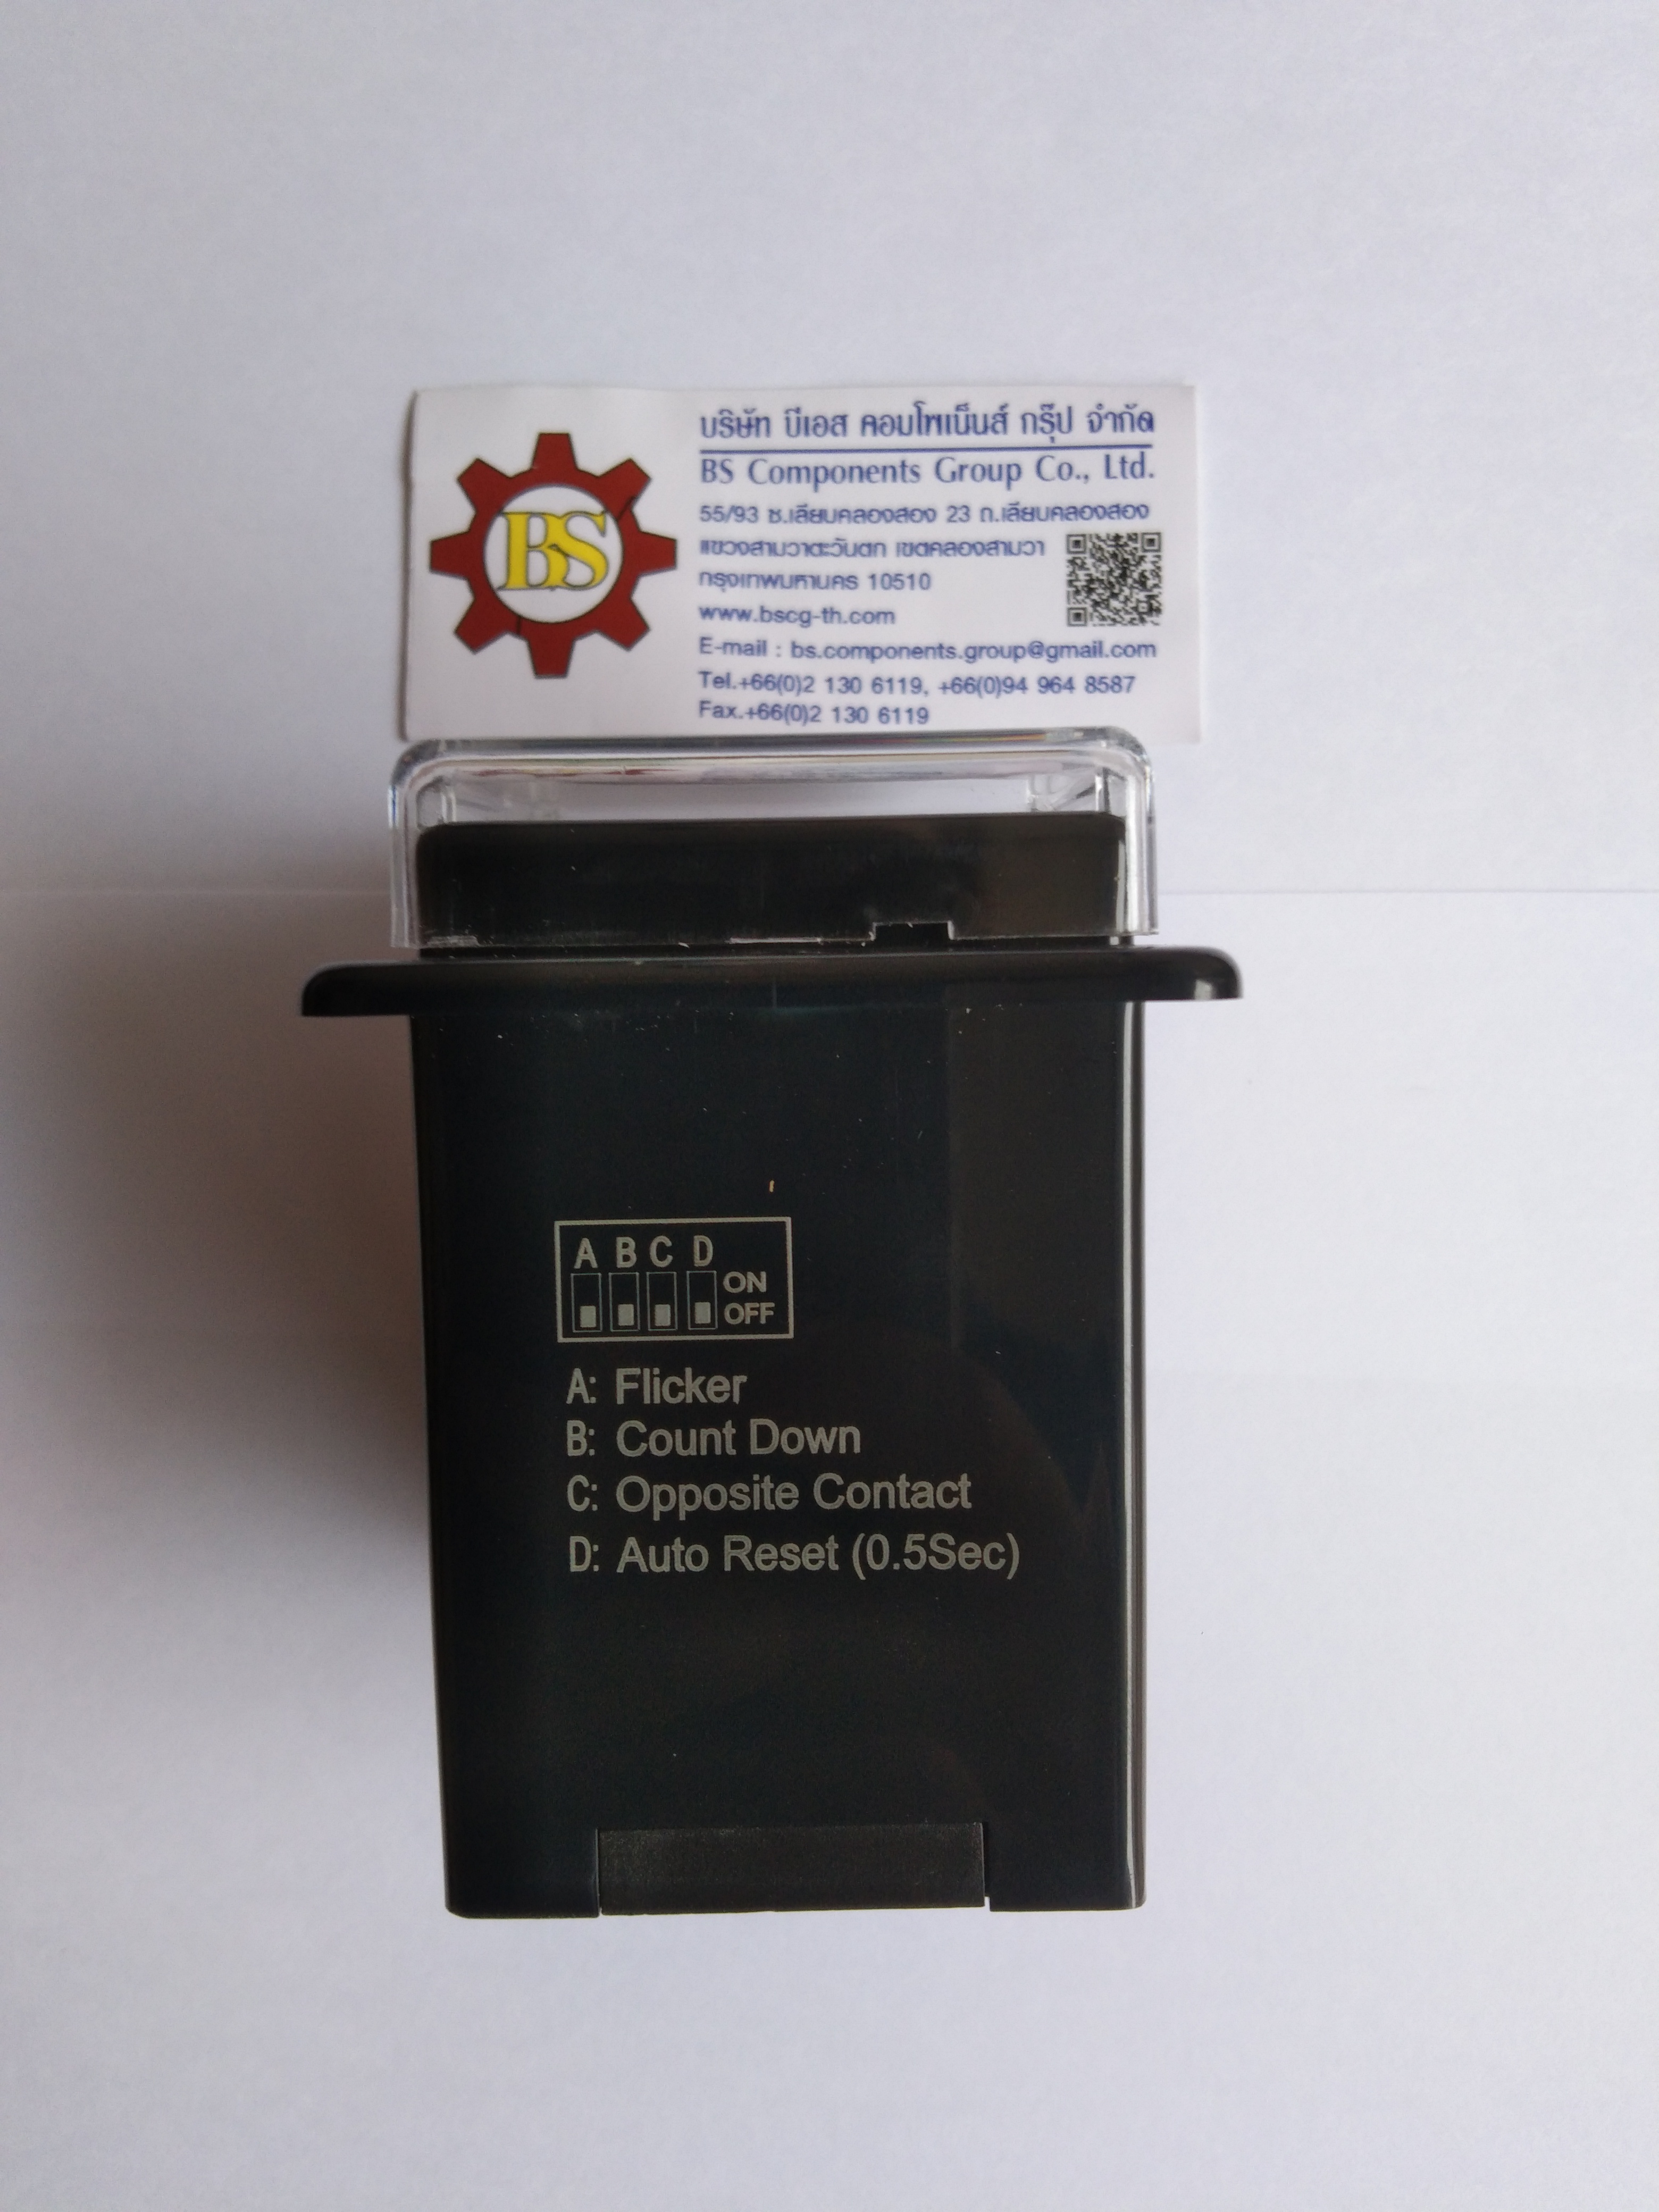 BS
บริษัท บีเอส คอมโพเน็นส์ กรุ๊ป จำกัด
BS Components Group Co., Ltd.
55/93 ซ.เลียบคลองสอง 23 ถ.เลียบคลองสอง
แขวงสามวาตะวันตก เขตคลองสามวา
กรุงเทพมหานคร 10510
www.bscg-th.com
E-mail : bs.components.group@gmail.com
Tel.+66(0)2 130 6119, +66(0)94 964 8587
Fax.+66(0)2 130 6119
A B C D
ON
OFF
A: Flicker
B: Count Down
C: Opposite Contact
D: Auto Reset (0.5Sec)